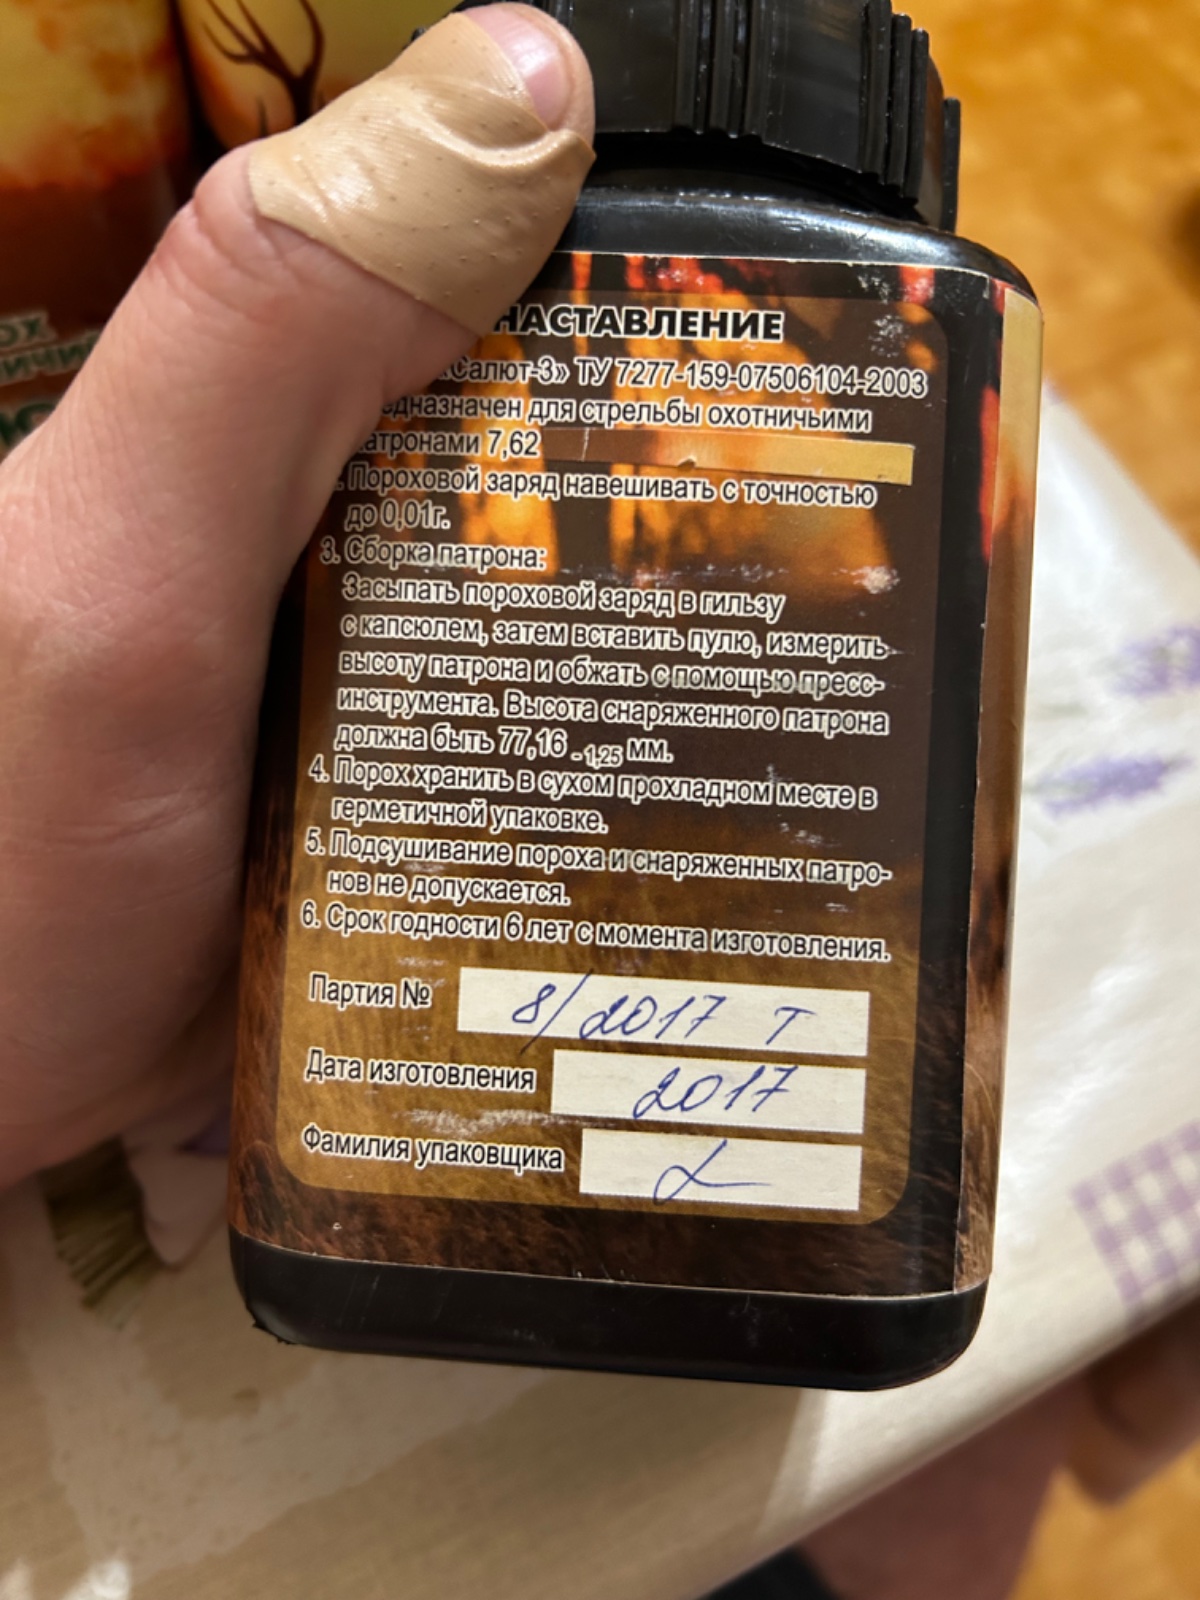 НАСТАВЛЕНИЕ
«Салют-3» ТУ 7277-159-07506104-2003
для стрельбы охотничьими
7,62
Пороховой заряд навешивать с точностью
до 0,01г.
3. Сборка патрона:
Засыпать пороховой заряд в гильзу
с капсюлем, затем вставить пулю, измерить
высоту патрона и обжать с помощью пресс-
инструмента. Высота снаряженного патрона
должна быть 77,16 -1,25 мм.
4. Порох хранить в сухом прохладном месте в
герметичной упаковке.
5. Подсушивание пороха и снаряженных патро-
нов не допускается.
6. Срок годности 6 лет с момента изготовления.
Партия № 8/2017 Т
Дата изготовления 2017
Фамилия упаковщика